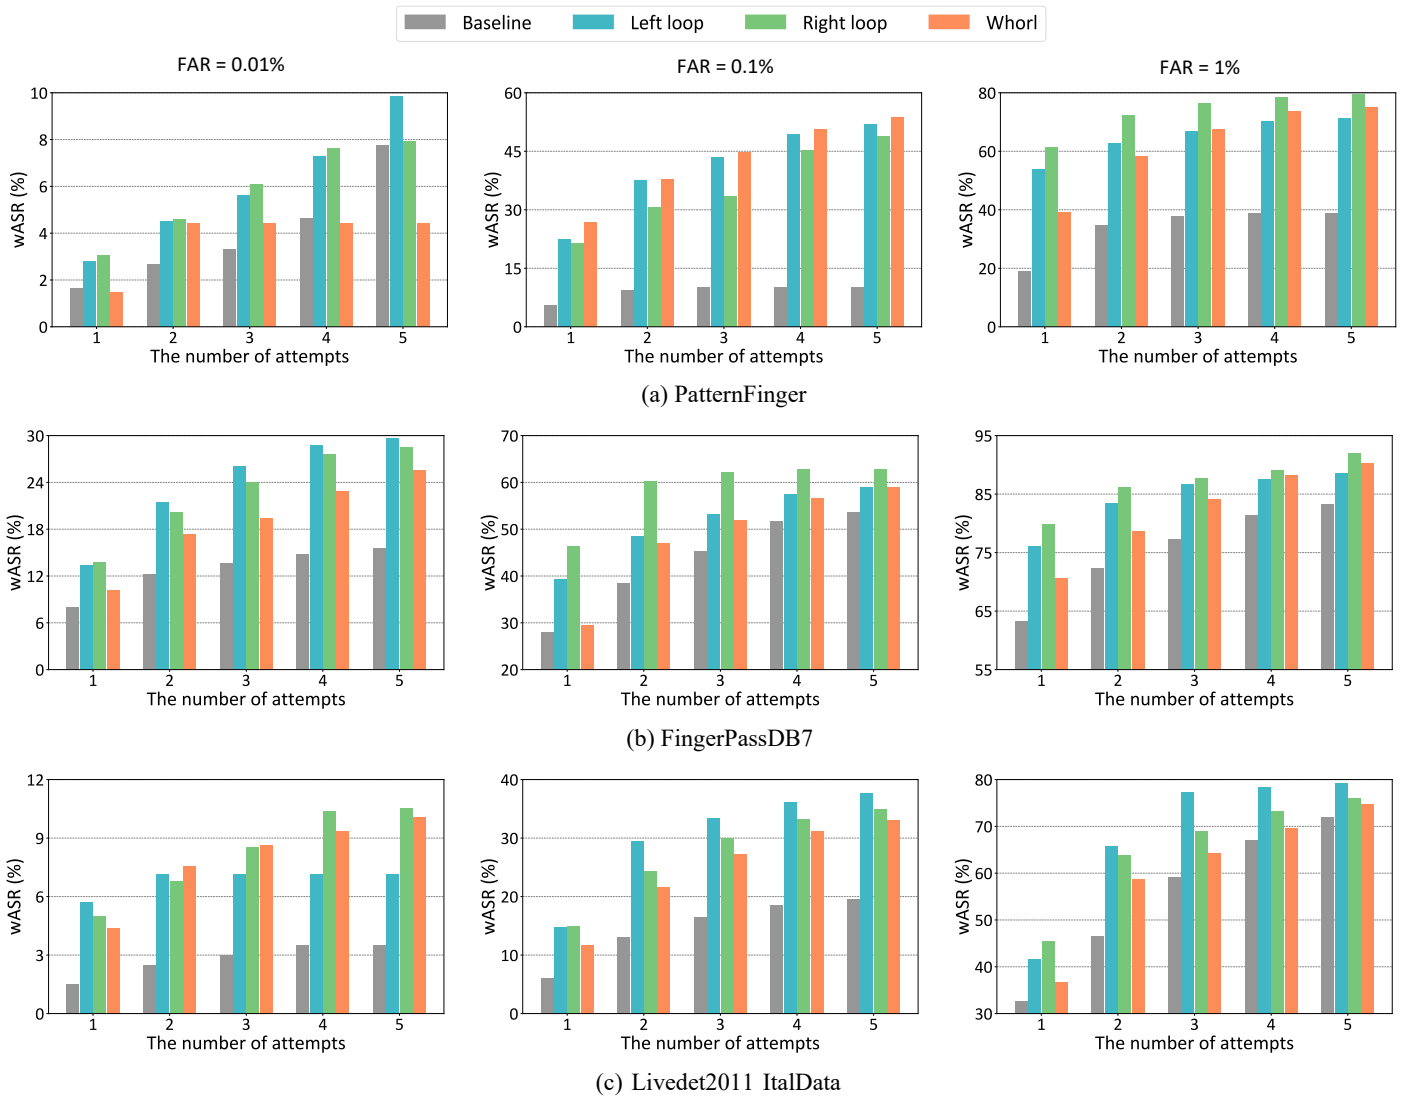 Baseline Left loop Right loop Whorl
FAR = 0.01% FAR = 0.1% FAR = 1%
wASR (%)
10
8
6
4
2
0
1 2 3 4 5
The number of attempts
wASR (%)
60
45
30
15
0
1 2 3 4 5
The number of attempts
wASR (%)
80
60
40
20
0
1 2 3 4 5
The number of attempts
(a) PatternFinger
wASR (%)
30
24
18
12
6
0
1 2 3 4 5
The number of attempts
wASR (%)
70
60
50
40
30
20
1 2 3 4 5
The number of attempts
wASR (%)
95
85
75
65
55
1 2 3 4 5
The number of attempts
(b) FingerPassDB7
wASR (%)
12
9
6
3
0
1 2 3 4 5
The number of attempts
wASR (%)
40
30
20
10
0
1 2 3 4 5
The number of attempts
wASR (%)
80
70
60
50
40
30
1 2 3 4 5
The number of attempts
(c) Livedet2011 ItalData